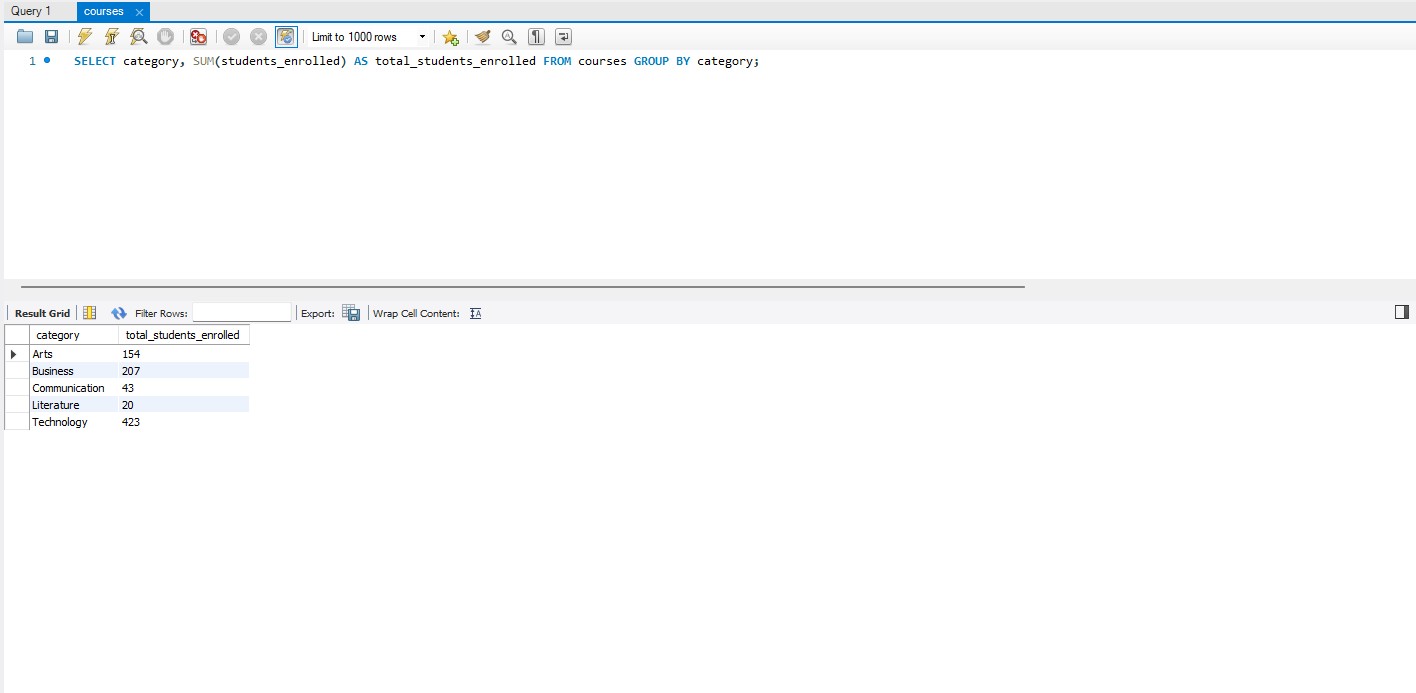 Query 1 courses
Limit to 1000 rows
1 SELECT category, SUM(students_enrolled) AS total_students_enrolled FROM courses GROUP BY category;
Result Grid Filter Rows: Export: Wrap Cell Content:
category total_students_enrolled
Arts 154
Business 207
Communication 43
Literature 20
Technology 423